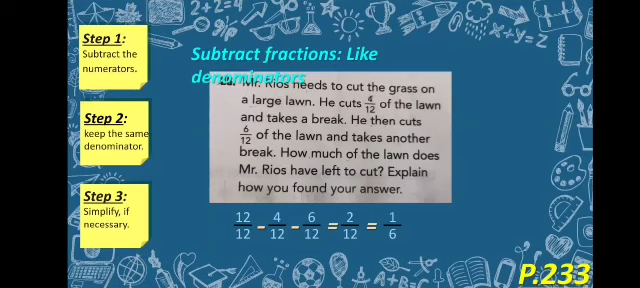 Step 1:
Subtract the
numerators.
Step 2:
keep the same
denominator.
Step 3:
Simplify, if
necessary.
Subtract fractions: Like
denominators
Mr. Rios needs to cut the grass on
a large lawn. He cuts 4/12 of the lawn
and takes a break. He then cuts
6/12 of the lawn and takes another
break. How much of the lawn does
Mr. Rios have left to cut? Explain
how you found your answer.
12/12 - 4/12 - 6/12 = 2/12 = 1/6
P.233